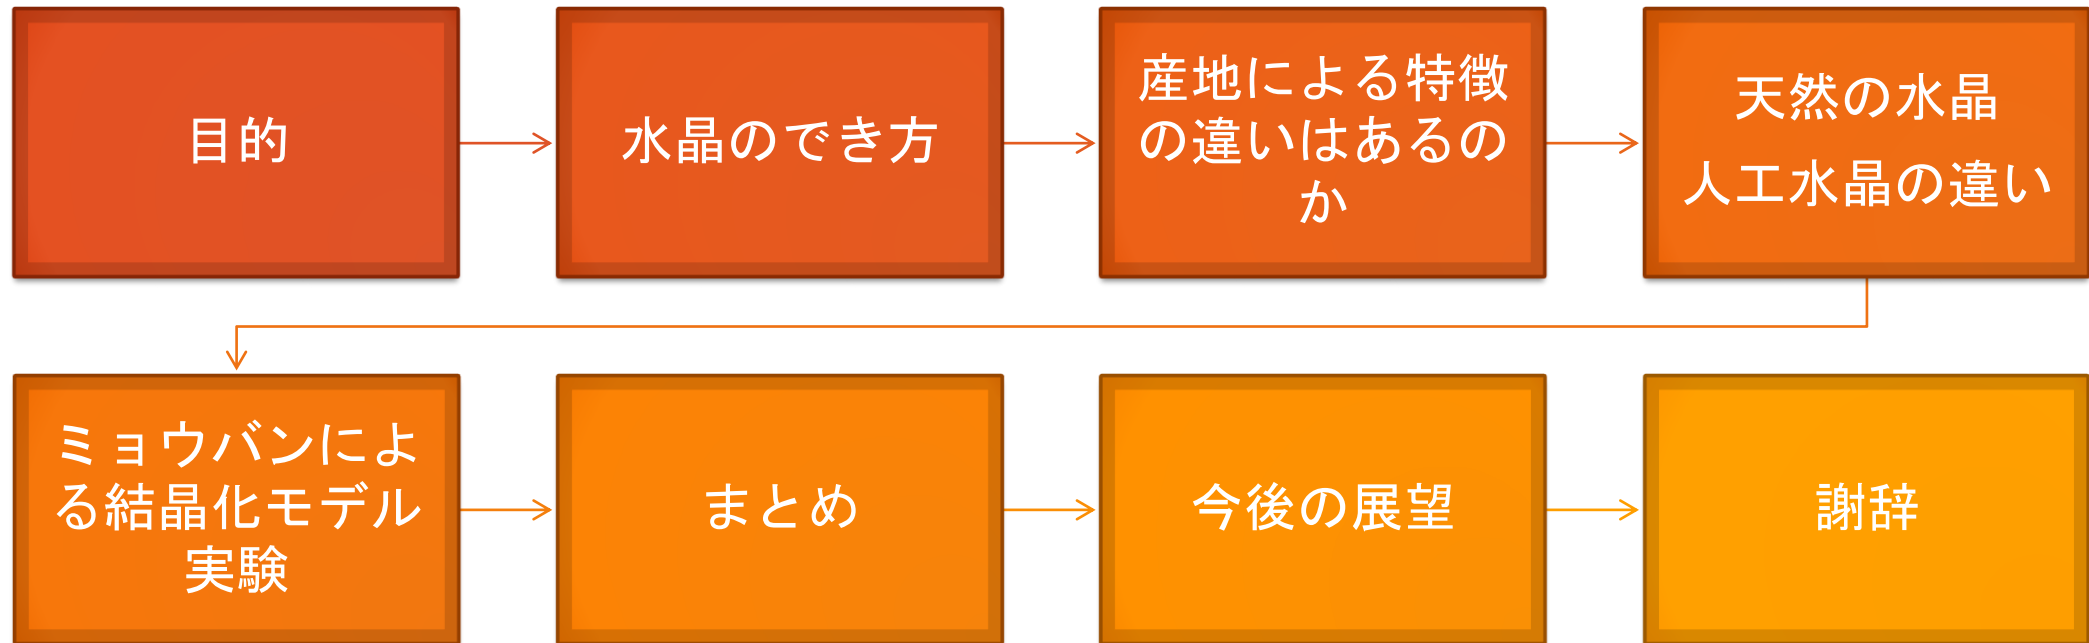 目的
水晶のでき方
産地による特徴
の違いはあるの
か
天然の水晶
人工水晶の違い
ミョウバンによ
る結晶化モデル
実験
まとめ
今後の展望
謝辞